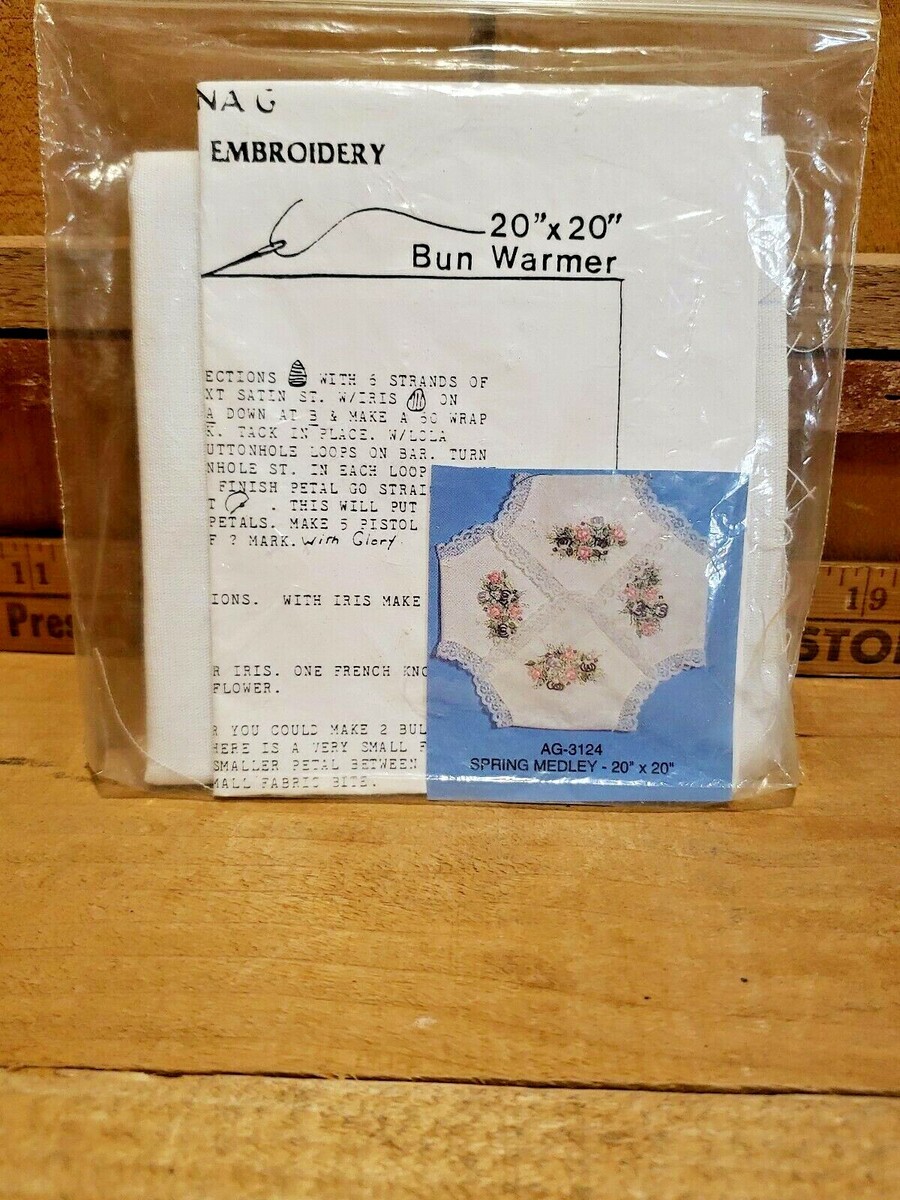 EMBROIDERY
20"x20"
Bun Warmer
ECTIONS WITH 6 STRANDS OF
XT SATIN ST. W/IRIS ON
A DOWN AT B & MAKE A 60 WRAP
K. TACK IN PLACE. W/LOLA
UTTONHOLE LOOPS ON BAR. TURN
NHOLE ST. IN EACH LOOP
FINISH PETAL GO STRAI
T . THIS WILL PUT
PETALS. MAKE 5 PISTOL
F ? MARK. With Glory.
IONS. WITH IRIS MAKE
R IRIS. ONE FRENCH KNO
FLOWER.
R YOU COULD MAKE 2 BUL
HERE IS A VERY SMALL F
SMALLER PETAL BETWEEN
MALL FABRIC BITE.
AG-3124
SPRING MEDLEY - 20" x 20"
11
Pres
19
STO